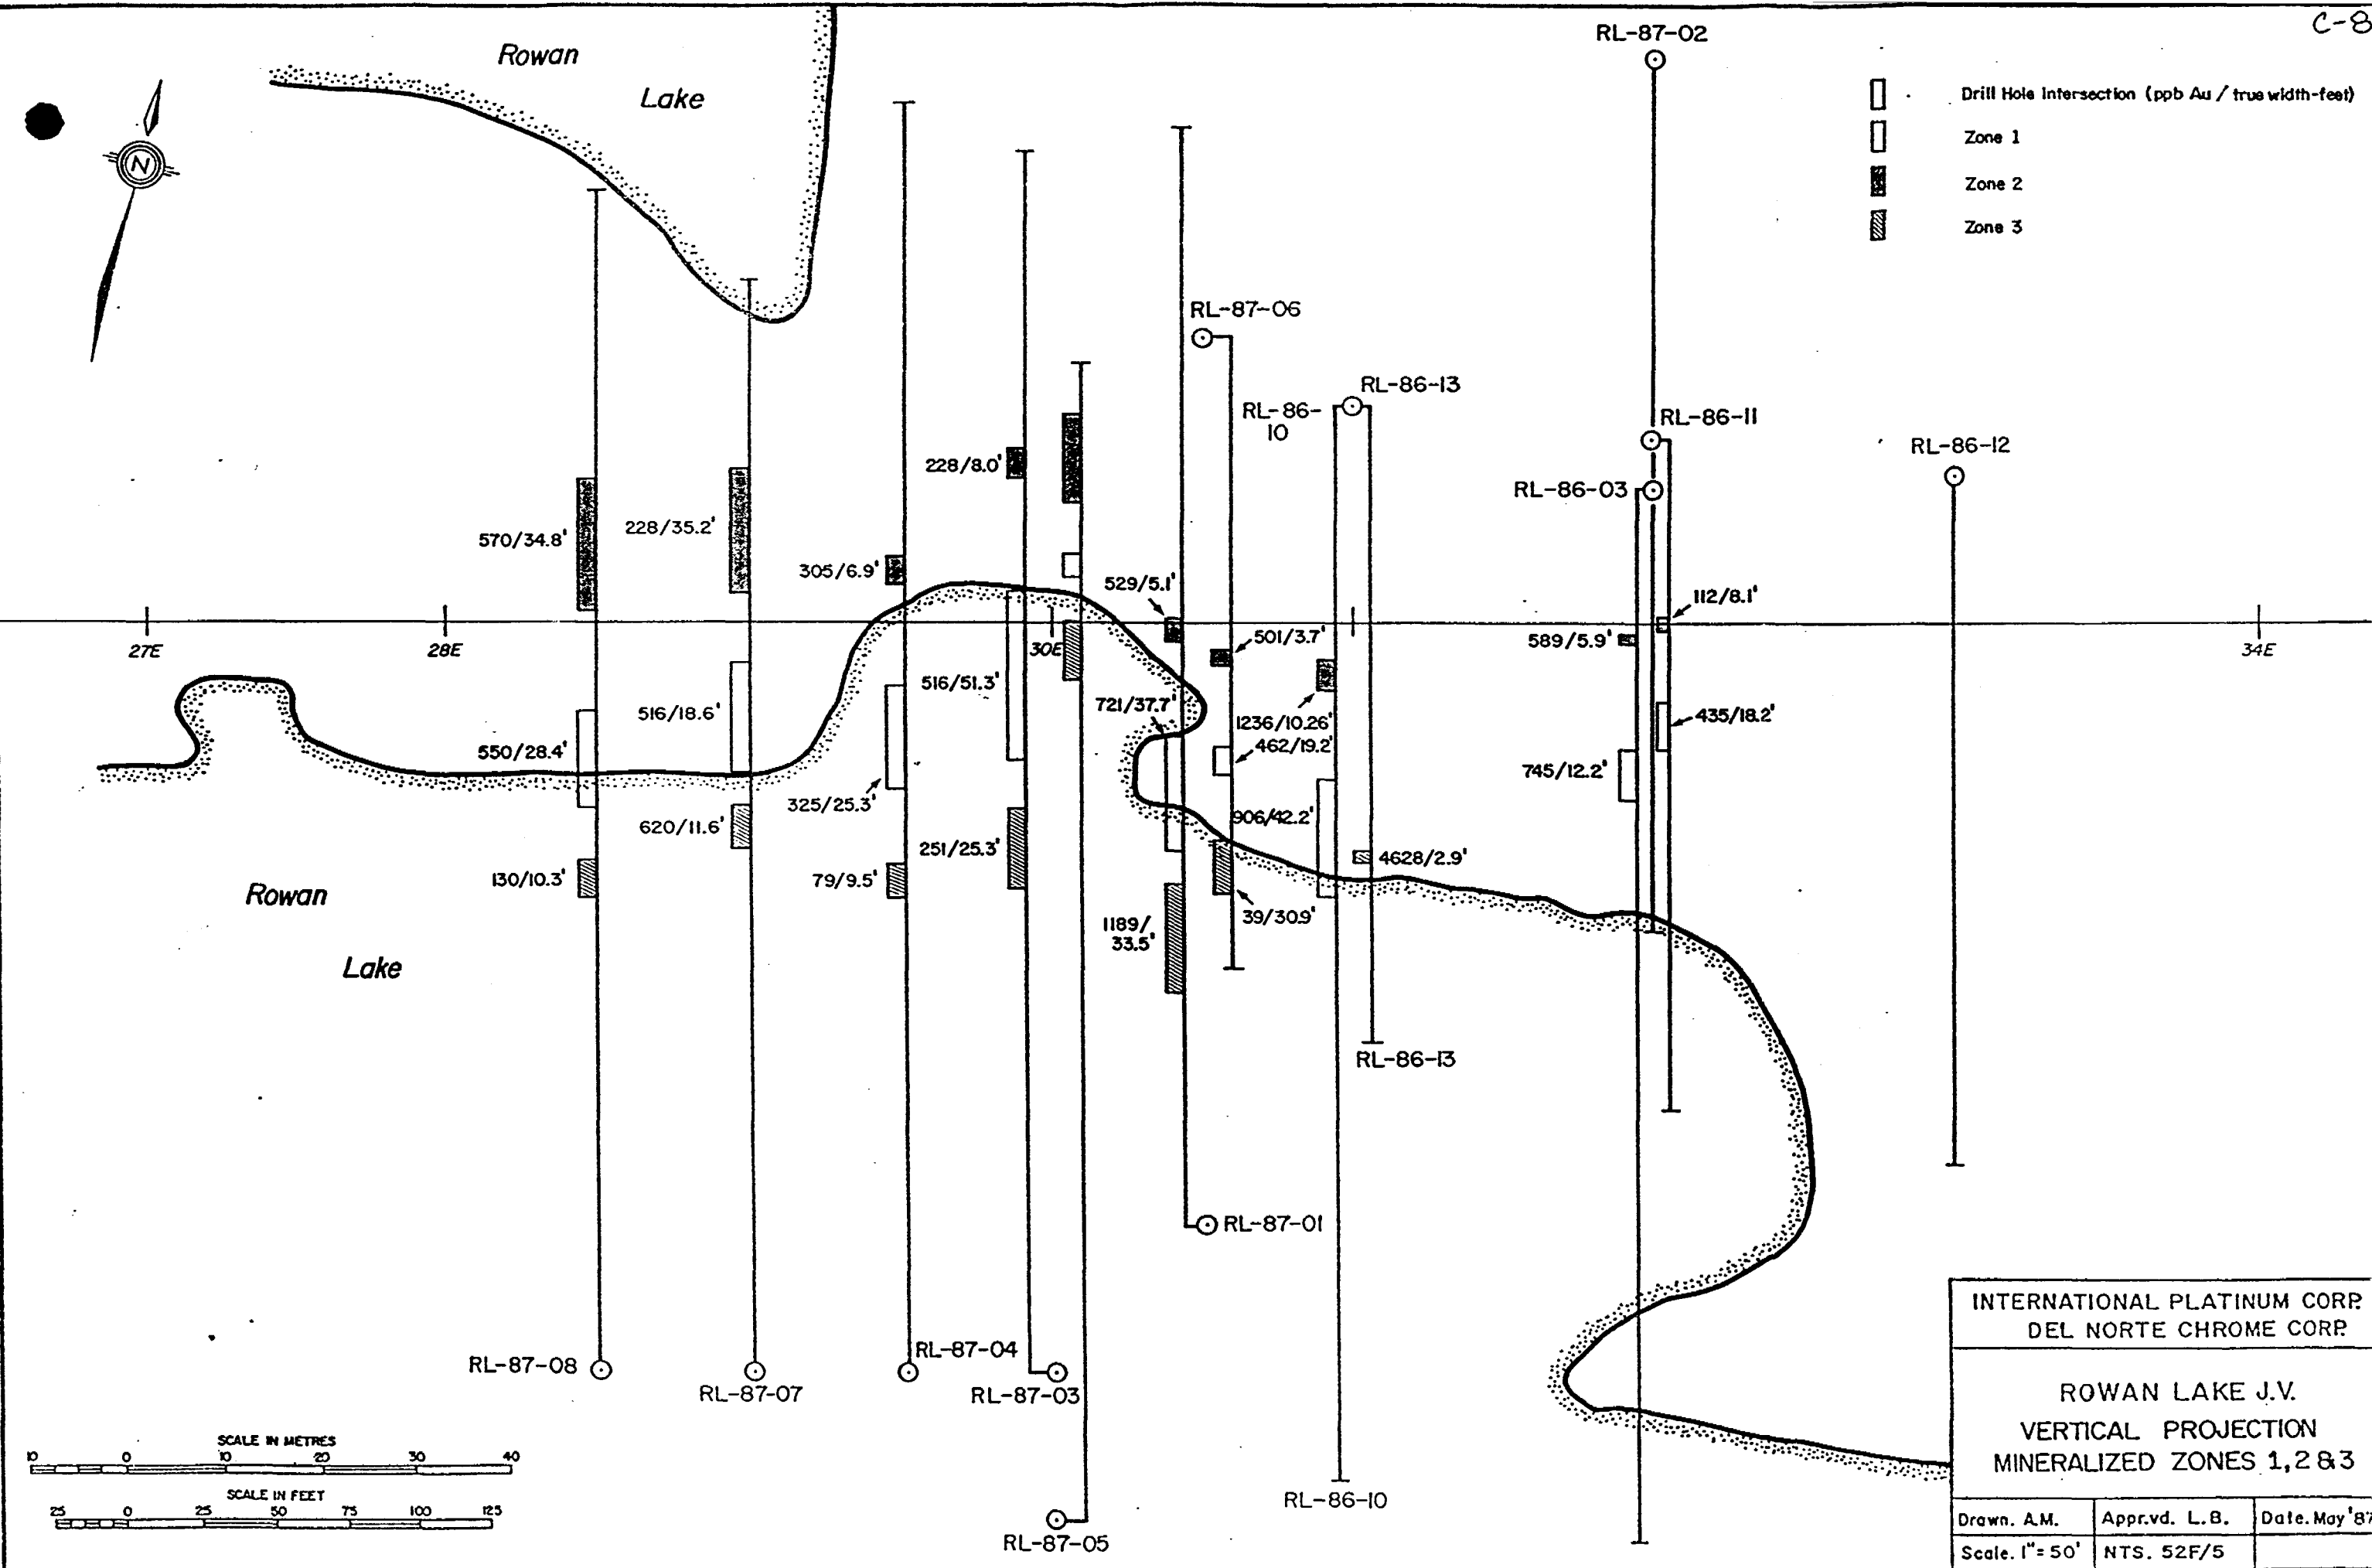 C-8
RL-87-02
Rowan
Lake
Drill Hole Intersection (ppb Au / true width-feet)
Zone 1
Zone 2
Zone 3
N
RL-87-06
RL-86-13
RL-86-
10
RL-86-11
RL-86-12
RL-86-03
228/8.0'
570/34.8'
228/35.2'
305/6.9'
529/5.1'
112/8.1'
501/3.7'
589/5.9'
27E
28E
30E
34E
516/51.3'
516/18.6'
721/37.7'
1236/10.26'
435/18.2'
550/28.4'
462/19.2'
745/12.2'
325/25.3'
620/11.6'
906/42.2'
251/25.3'
4628/2.9'
130/10.3'
79/9.5'
39/30.9'
1189/
33.5'
Rowan
Lake
RL-86-13
RL-87-01
RL-87-08
RL-87-07
RL-87-04
RL-87-03
RL-86-10
RL-87-05
SCALE IN METRES
10 0 10 20 30 40
SCALE IN FEET
25 0 25 50 75 100 125
INTERNATIONAL PLATINUM CORP.
DEL NORTE CHROME CORP.
ROWAN LAKE J.V.
VERTICAL PROJECTION
MINERALIZED ZONES 1,2 & 3
Drawn. A.M. Appr.vd. L.B. Date. May '87
Scale. 1"= 50' NTS. 52F/5